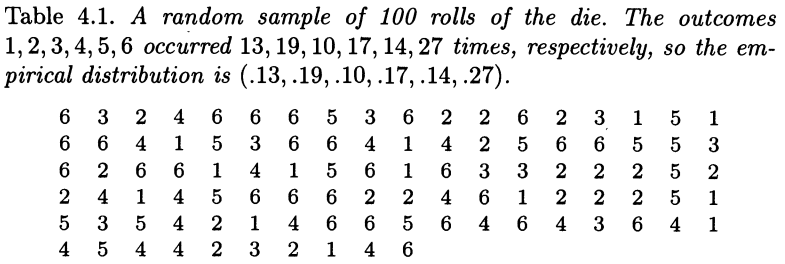 Table 4.1. A random sample of 100 rolls of the die. The outcomes
1, 2, 3, 4, 5, 6 occurred 13, 19, 10, 17, 14, 27 times, respectively, so the em-
pirical distribution is (.13, .19, .10, .17, .14, .27).
6 3 2 4 6 6 6 5 3 6 2 2 6 2 3 1 5 1
6 6 4 1 5 3 6 6 4 1 4 2 5 6 6 5 5 3
6 2 6 6 1 4 1 5 6 1 6 3 3 2 2 2 5 2
2 4 1 4 5 6 6 6 2 2 4 6 1 2 2 2 5 1
5 3 5 4 2 1 4 6 6 5 6 4 6 4 3 6 4 1
4 5 4 4 2 3 2 1 4 6